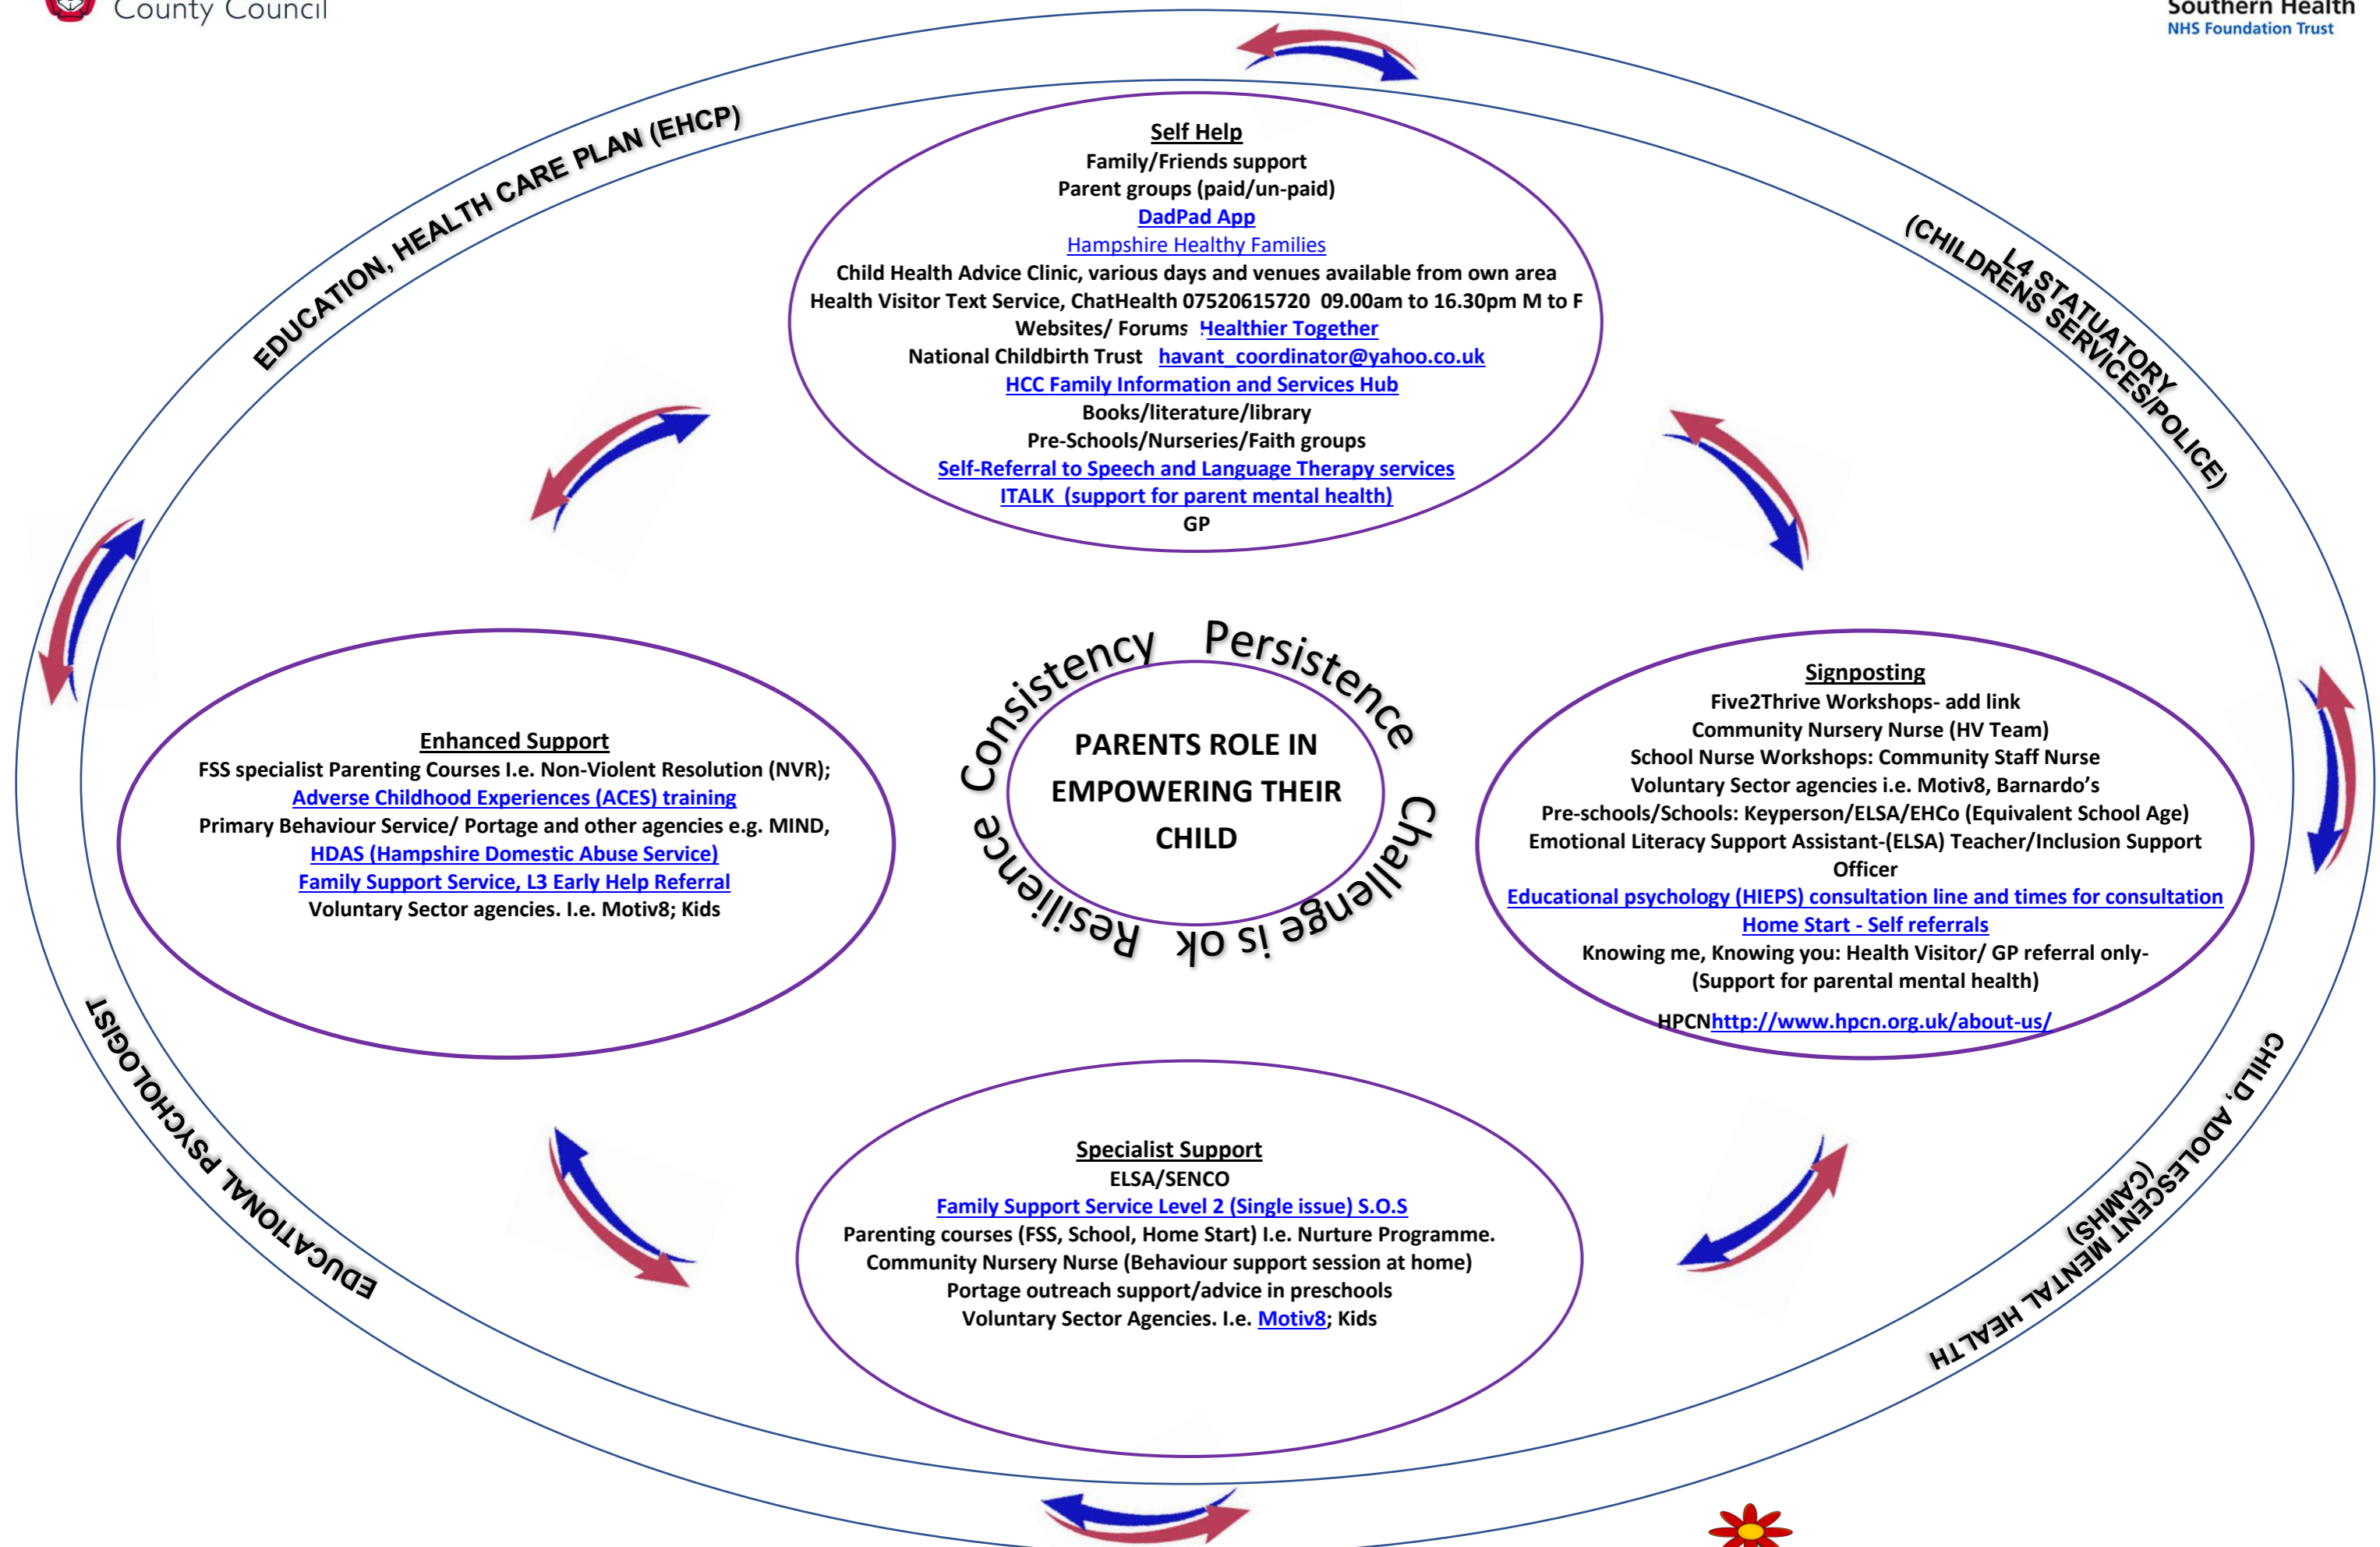 County Council
Southern Health
NHS Foundation Trust
EDUCATION, HEALTH CARE PLAN (EHCP)
L4 STATUATORY
(CHILDRENS SERVICES/POLICE)
Self Help
Family/Friends support
Parent groups (paid/un-paid)
DadPad App
Hampshire Healthy Families
Child Health Advice Clinic, various days and venues available from own area
Health Visitor Text Service, ChatHealth 07520615720 09.00am to 16.30pm M to F
Websites/ Forums Healthier Together
National Childbirth Trust havant_coordinator@yahoo.co.uk
HCC Family Information and Services Hub
Books/literature/library
Pre-Schools/Nurseries/Faith groups
Self-Referral to Speech and Language Therapy services
ITALK (support for parent mental health)
GP
Enhanced Support
FSS specialist Parenting Courses I.e. Non-Violent Resolution (NVR);
Adverse Childhood Experiences (ACES) training
Primary Behaviour Service/ Portage and other agencies e.g. MIND,
HDAS (Hampshire Domestic Abuse Service)
Family Support Service, L3 Early Help Referral
Voluntary Sector agencies. I.e. Motiv8; Kids
Consistency Persistence Challenge is ok Resilience
PARENTS ROLE IN
EMPOWERING THEIR
CHILD
Signposting
Five2Thrive Workshops- add link
Community Nursery Nurse (HV Team)
School Nurse Workshops: Community Staff Nurse
Voluntary Sector agencies i.e. Motiv8, Barnardo’s
Pre-schools/Schools: Keyperson/ELSA/EHCo (Equivalent School Age)
Emotional Literacy Support Assistant-(ELSA) Teacher/Inclusion Support
Officer
Educational psychology (HIEPS) consultation line and times for consultation
Home Start - Self referrals
Knowing me, Knowing you: Health Visitor/ GP referral only-
(Support for parental mental health)
HPCNhttp://www.hpcn.org.uk/about-us/
Specialist Support
ELSA/SENCO
Family Support Service Level 2 (Single issue) S.O.S
Parenting courses (FSS, School, Home Start) I.e. Nurture Programme.
Community Nursery Nurse (Behaviour support session at home)
Portage outreach support/advice in preschools
Voluntary Sector Agencies. I.e. Motiv8; Kids
EDUCATIONAL PSYCHOLOGIST
CHILD, ADOLESCENT MENTAL HEALTH
(CAMHS)